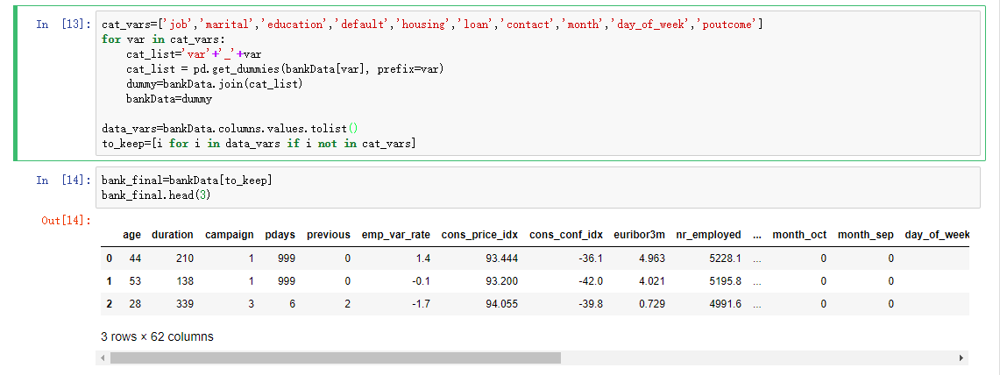 In [13]: cat_vars=['job','marital','education','default','housing','loan','contact','month','day_of_week','poutcome']
for var in cat_vars:
    cat_list='var'+'_'+var
    cat_list = pd.get_dummies(bankData[var], prefix=var)
    dummy=bankData.join(cat_list)
    bankData=dummy

data_vars=bankData.columns.values.tolist()
to_keep=[i for i in data_vars if i not in cat_vars]
In [14]: bank_final=bankData[to_keep]
bank_final.head(3)
Out[14]:
age duration campaign pdays previous emp_var_rate cons_price_idx cons_conf_idx euribor3m nr_employed ... month_oct month_sep day_of_week
0 44 210 1 999 0 1.4 93.444 -36.1 4.963 5228.1 ... 0 0
1 53 138 1 999 0 -0.1 93.200 -42.0 4.021 5195.8 ... 0 0
2 28 339 3 6 2 -1.7 94.055 -39.8 0.729 4991.6 ... 0 0
3 rows × 62 columns